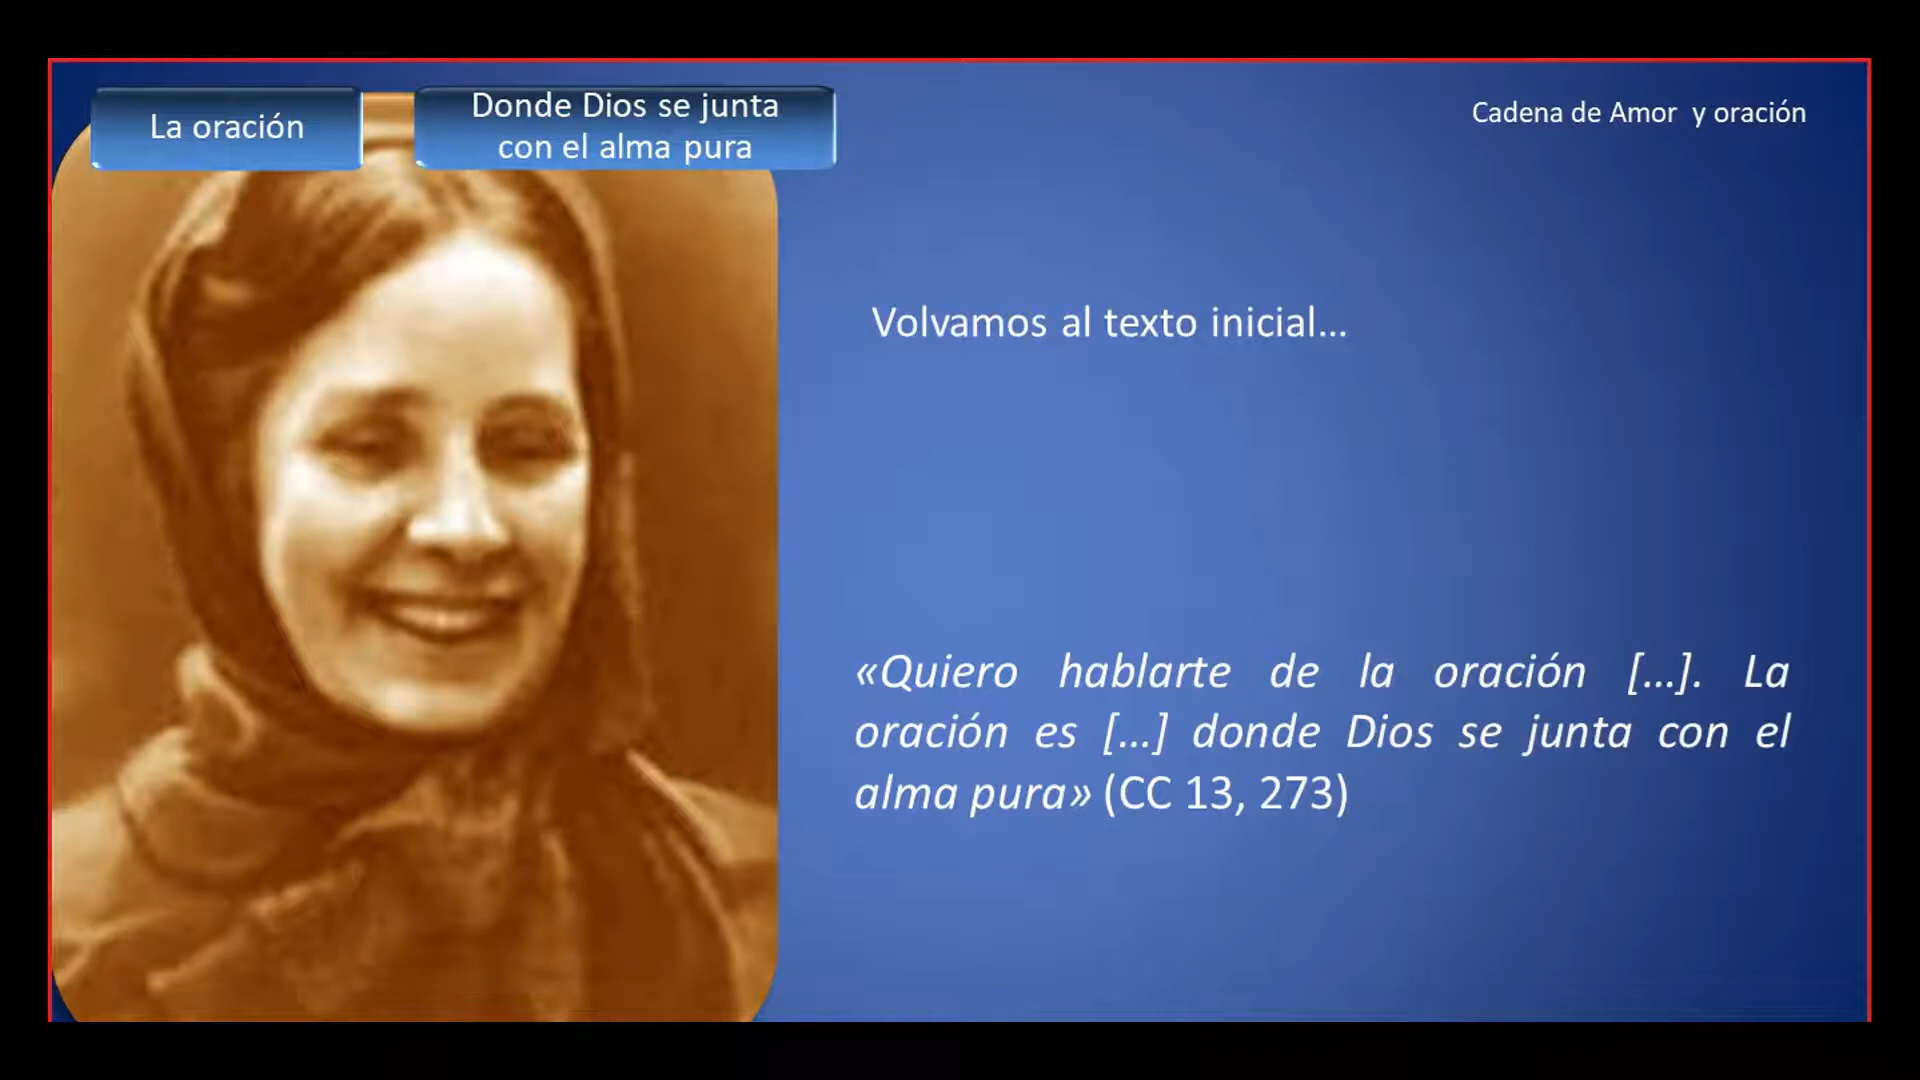 La oración
Donde Dios se junta
con el alma pura
Cadena de Amor y oración
Volvamos al texto inicial...
«Quiero hablarte de la oración [...]. La
oración es [...] donde Dios se junta con el
alma pura» (CC 13, 273)